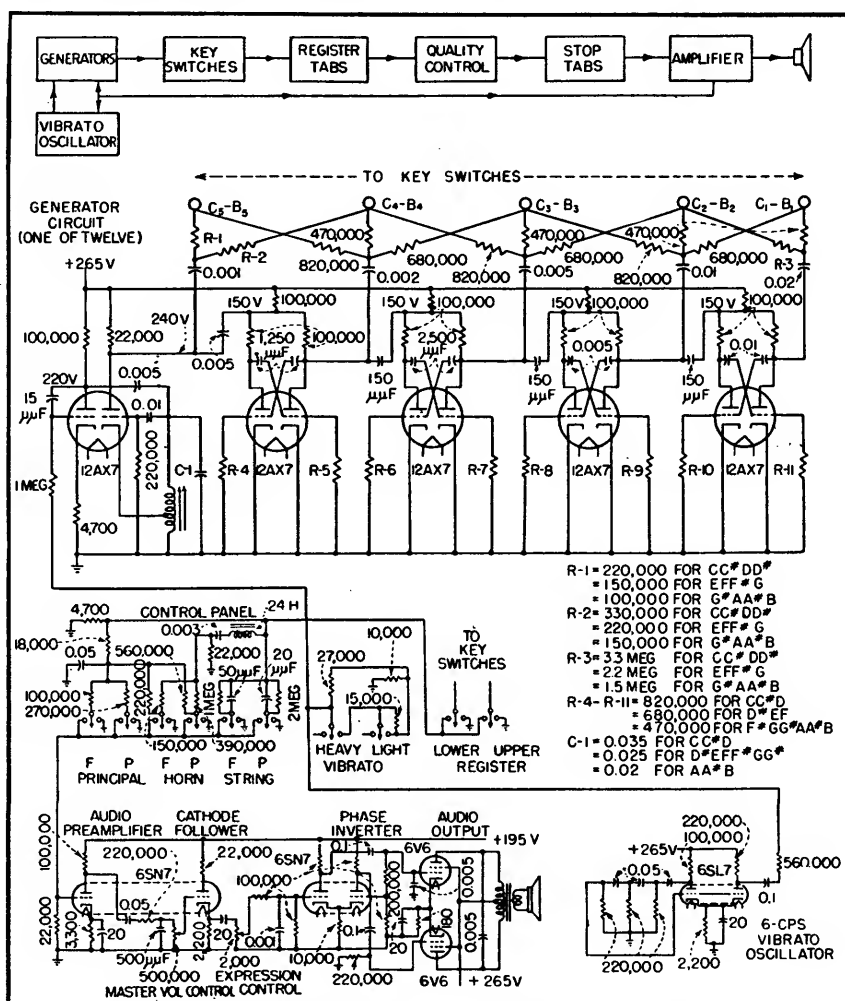 GENERATORS
KEY
SWITCHES
REGISTER
TABS
QUALITY
CONTROL
STOP
TABS
AMPLIFIER
VIBRATO
OSCILLATOR
TO KEY SWITCHES
GENERATOR
CIRCUIT
(ONE OF TWELVE)
C5-B5
C4-B4
C3-B3
C2-B2
C1-B1
R-1
R-2
470,000
470,000
470,000
680,000
680,000
680,000
820,000
820,000
820,000
R-3
+265V
0.001
0.002
0.005
0.01
0.02
100,000
22,000
240V
150 V
100,000
150 V
100,000
150 V
100,000
150V
100,000
0.005
1,250
μμF
100,000
2,500
μμF
0.005
0.01
220V
0.005
15
μμF
0.01
150
μμF
150
μμF
150
μμF
12AX7
220,000
C-1
R-4
12AX7
R-5
R-6
12AX7
R-7
R-8
12AX7
R-9
R-10
12AX7
R-11
1 MEG
4,700
R-1=220,000 FOR CC#DD#
=150,000 FOR EFF#G
=100,000 FOR G#AA#B
R-2=330,000 FOR CC#DD#
=220,000 FOR EFF#G
=150,000 FOR G#AA#B
R-3=3.3 MEG FOR CC#DD#
=2.2 MEG FOR EFF#G
=1.5 MEG FOR G#AA#B
R-4-R-11=820,000 FOR CC#D
=680,000 FOR D#EF
=470,000 FOR F#GG#AA#B
C-1=0.035 FOR CC#D
=0.025 FOR D#EFF#GG#
=0.02 FOR AA#B
4,700
CONTROL PANEL
24 H
0.003
18,000
0.05
560,000
22,000
50μμF
20
μμF
100,000
270,000
220,000
1MEG
2MEG
150,000
390,000
F P
PRINCIPAL
F P
HORN
F P
STRING
10,000
27,000
15,000
HEAVY LIGHT
VIBRATO
TO
KEY
SWITCHES
LOWER UPPER
REGISTER
AUDIO
PREAMPLIFIER
CATHODE
FOLLOWER
PHASE
INVERTER
AUDIO
OUTPUT
100,000
220,000
6SN7
22,000
0.1
6SN7
6V6
+195 V
100,000
200,000
0.005
22,000
3,300
20
0.05
500μμF
500,000
2,200
20
2,000
0.001
10,000
0.1
20
180
0.005
220,000
6V6
+265V
MASTER VOL CONTROL
EXPRESSION
CONTROL
220,000
100,000
+265V
0.05
6SL7
560,000
0.1
20
2,200
220,000
6-CPS
VIBRATO
OSCILLATOR